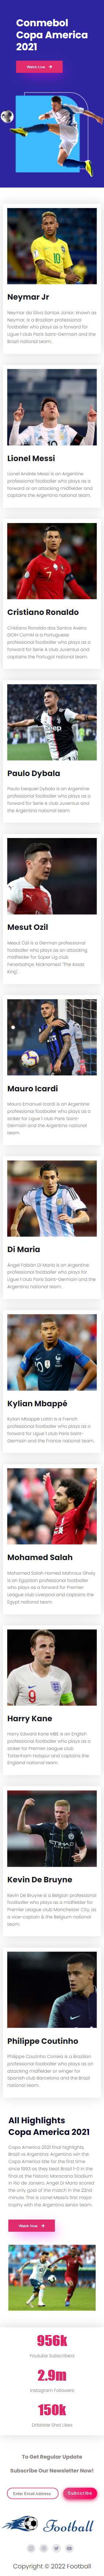 Conmebol
Copa America
2021
Watch Live
Neymar Jr
Neymar da Silva Santos Júnior, known as
Neymar, is a Brazilian professional
footballer who plays as a forward for
Ligue 1 club Paris Saint-Germain and the
Brazil national team.
Lionel Messi
Lionel Andrés Messi is an Argentine
professional footballer who plays as a
forward or an attacking midfielder and
captains the Argentina national team.
Cristiano Ronaldo
Cristiano Ronaldo dos Santos Aveiro
GOIH ComM is a Portuguese
professional footballer who plays as a
forward for Serie A club Juventus and
captains the Portugal national team.
Jeep
Paulo Dybala
Paulo Exequiel Dybala is an Argentine
professional footballer who plays as a
forward for Serie A club Juventus and
the Argentina national team.
Mesut Ozil
Mesut Özil is a German professional
footballer who plays as an attacking
midfielder for Süper Lig club
Fenerbahçe. Nicknamed "The Assist
King",
Mauro Icardi
Mauro Emanuel Icardi is an Argentine
professional footballer who plays as a
striker for Ligue 1 club Paris Saint-
Germain and the Argentina national
team.
Di Maria
Ángel Fabián Di María is an Argentine
professional footballer who plays for
Ligue 1 club Paris Saint-Germain and the
Argentina national team.
Kylian Mbappé
Kylian Mbappé Lottin is a French
professional footballer who plays as a
forward for Ligue 1 club Paris Saint-
Germain and the France national team.
Mohamed Salah
Mohamed Salah Hamed Mahrous Ghaly
is an Egyptian professional footballer
who plays as a forward for Premier
League club Liverpool and captains the
Egypt national team.
Harry Kane
Harry Edward Kane MBE is an English
professional footballer who plays as a
striker for Premier League club
Tottenham Hotspur and captains the
England national team.
ETIHAD
Kevin De Bruyne
Kevin De Bruyne is a Belgian professional
footballer who plays as a midfielder for
Premier League club Manchester City, as
a vice-captain & the Belgium national
team.
Philippe Coutinho
Philippe Coutinho Correia is a Brazilian
professional footballer who plays as an
attacking midfielder or winger for
Spanish club Barcelona and the Brazil
national team.
All Highlights
Copa America 2021
Copa America 2021 final highlights,
Brazil vs Argentina; Argentina win the
Copa America title for the first time
since 1993 as they beat Brazil 1-0 in the
final at the historic Maracana Stadium
in Rio de Janeiro. Angel Di Maria scored
the only goal of the match in the 22nd
minute. This is Lionel Messi's first major
trophy with the Argentina senior team.
Watch Now
956k
Youtube Subscribers
2.9m
Instagram Followers
150k
Dribbble Shot Likes
To Get Regular Update
Subscribe Our Newsletter Now!
Enter Email Address
Subscribe
Football
Copyright © 2022 Football